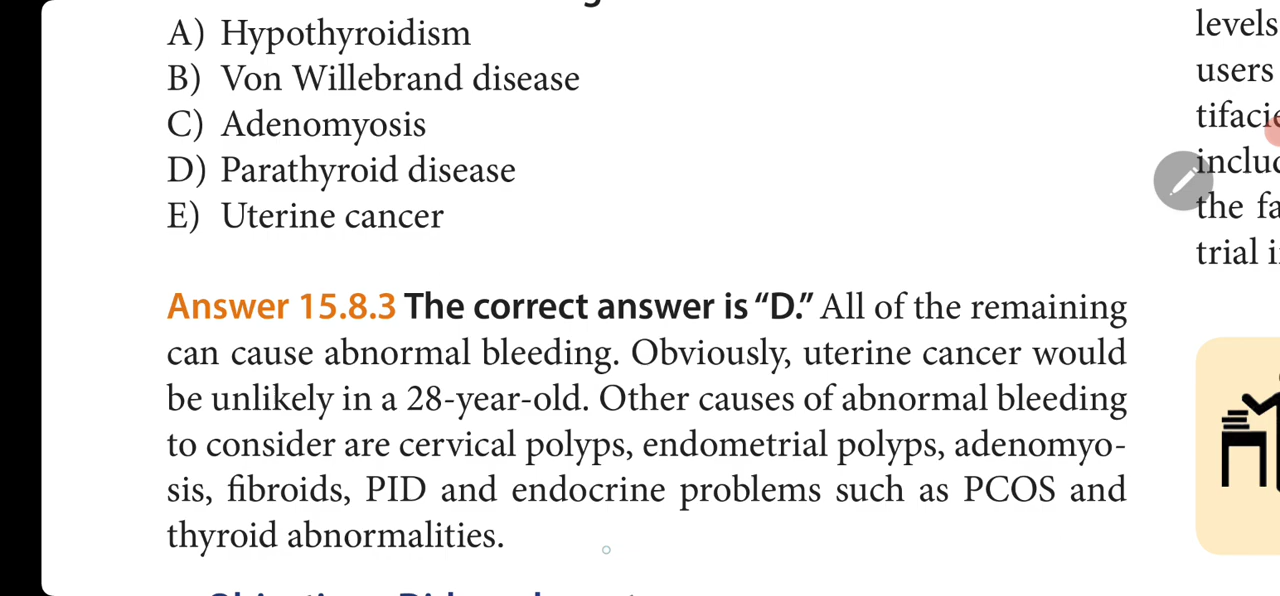 A) Hypothyroidism
B) Von Willebrand disease
C) Adenomyosis
D) Parathyroid disease
E) Uterine cancer
Answer 15.8.3 The correct answer is “D.” All of the remaining
can cause abnormal bleeding. Obviously, uterine cancer would
be unlikely in a 28-year-old. Other causes of abnormal bleeding
to consider are cervical polyps, endometrial polyps, adenomyo-
sis, fibroids, PID and endocrine problems such as PCOS and
thyroid abnormalities.
levels
users
the
trial